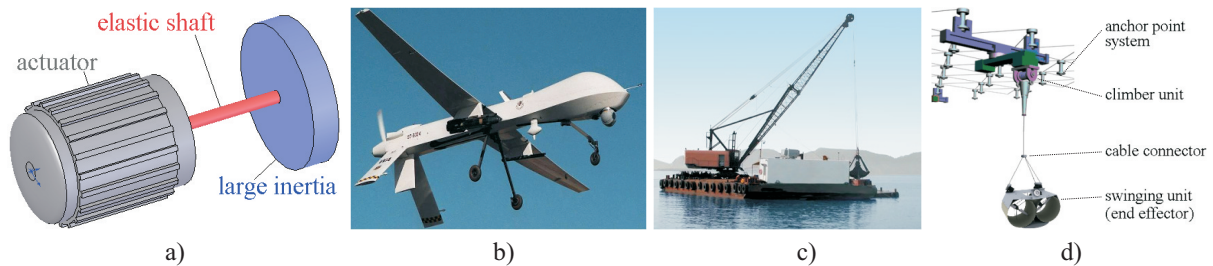 elastic shaft
actuator
large inertia
anchor point
system
climber unit
cable connector
swinging unit
(end effector)
a)
b)
c)
d)